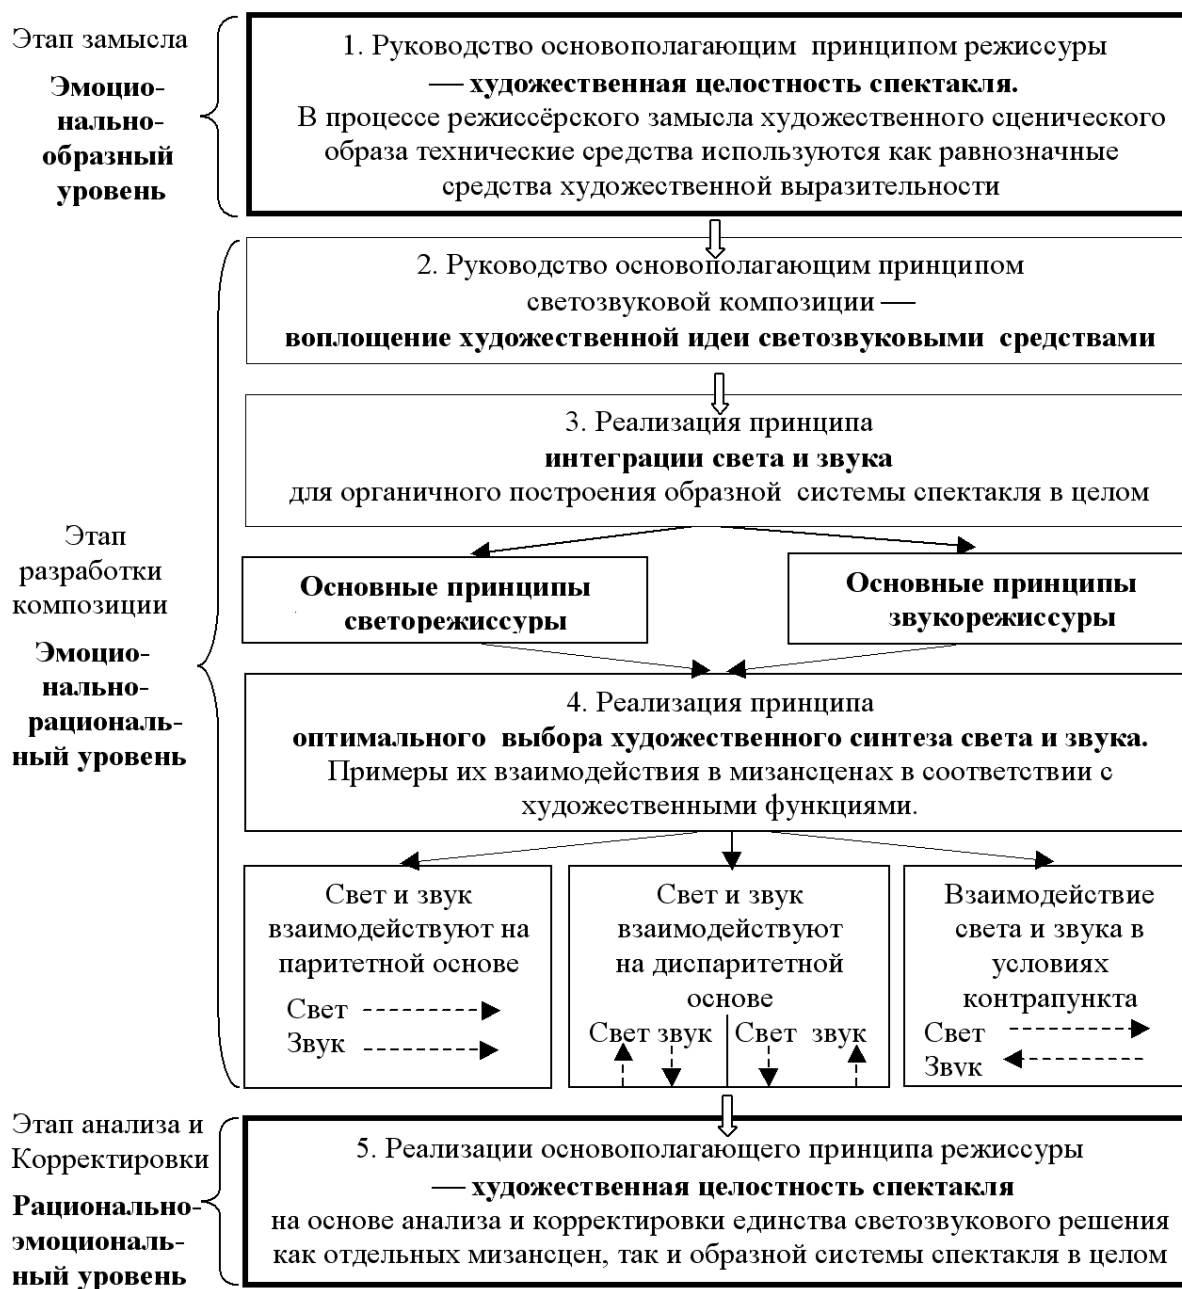 Этап замысла
Эмоцио-
нально-
образный
уровень
1. Руководство основополагающим принципом режиссуры
— художественная целостность спектакля.
В процессе режиссёрского замысла художественного сценического
образа технические средства используются как равнозначные
средства художественной выразительности
2. Руководство основополагающим принципом
светозвуковой композиции —
воплощение художественной идеи светозвуковыми средствами
3. Реализация принципа
интеграции света и звука
для органичного построения образной системы спектакля в целом
Этап
разработки
композиции
Эмоцио-
нально-
рациональ-
ный уровень
Основные принципы
светорежиссуры
Основные принципы
звукорежиссуры
4. Реализация принципа
оптимального выбора художественного синтеза света и звука.
Примеры их взаимодействия в мизансценах в соответствии с
художественными функциями.
Свет и звук
взаимодействуют на
паритетной основе
Свет
Звук
Свет и звук
взаимодействуют
на диспаритетной
основе
Свет звук Свет звук
Взаимодействие
света и звука в
условиях
контрапункта
Свет
Звук
Этап анализа и
Корректировки
Рационально-
эмоциональ-
ный уровень
5. Реализации основополагающего принципа режиссуры
— художественная целостность спектакля
на основе анализа и корректировки единства светозвукового решения
как отдельных мизансцен, так и образной системы спектакля в целом